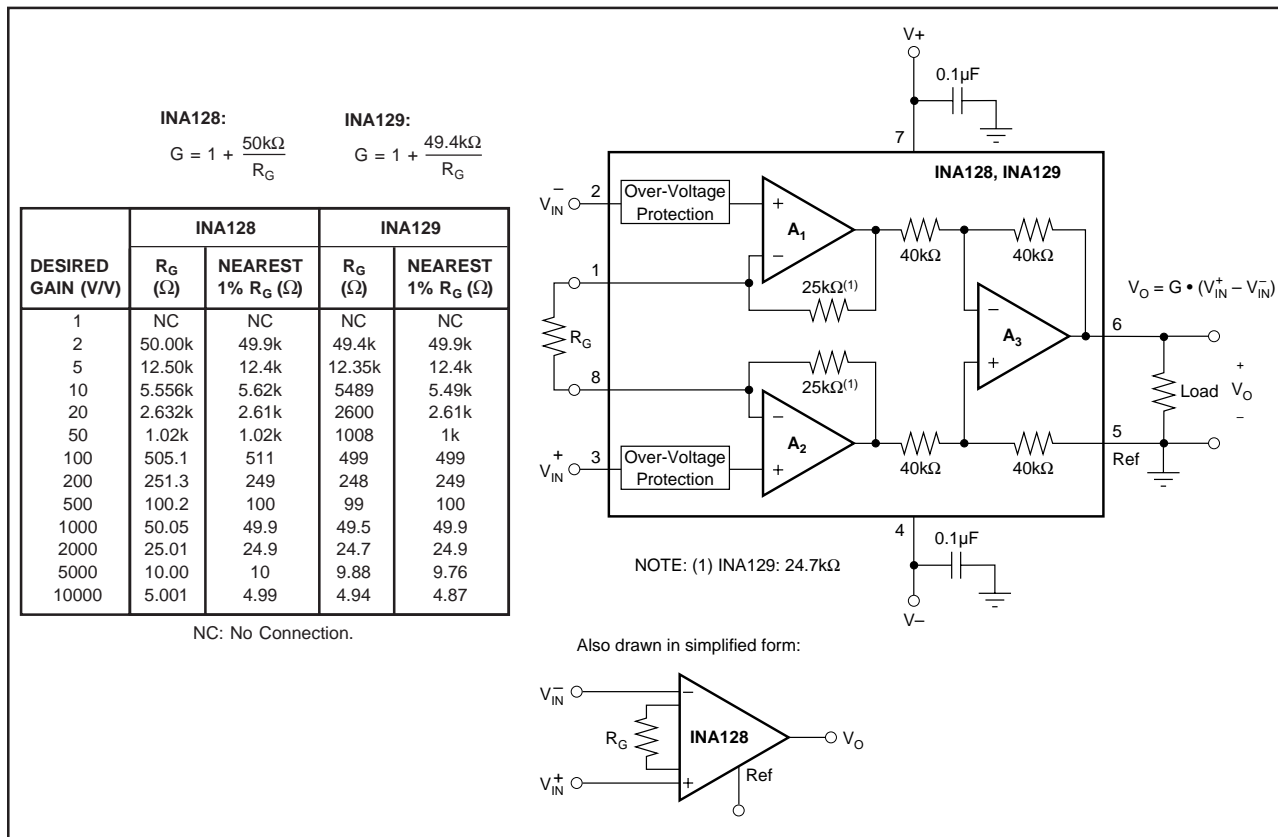 INA128:
G = 1 + 50kΩ / R_G
INA129:
G = 1 + 49.4kΩ / R_G
INA128 INA129
DESIRED GAIN (V/V) R_G (Ω) NEAREST 1% R_G (Ω) R_G (Ω) NEAREST 1% R_G (Ω)
1 NC NC NC NC
2 50.00k 49.9k 49.4k 49.9k
5 12.50k 12.4k 12.35k 12.4k
10 5.556k 5.62k 5489 5.49k
20 2.632k 2.61k 2600 2.61k
50 1.02k 1.02k 1008 1k
100 505.1 511 499 499
200 251.3 249 248 249
500 100.2 100 99 100
1000 50.05 49.9 49.5 49.9
2000 25.01 24.9 24.7 24.9
5000 10.00 10 9.88 9.76
10000 5.001 4.99 4.94 4.87
NC: No Connection.
V+
0.1µF
7
INA128, INA129
V_IN^–
2
Over-Voltage
Protection
+
A1
–
40kΩ
40kΩ
1
25kΩ(1)
R_G
V_O = G • (V_IN^+ – V_IN^–)
–
A3
+
6
8
25kΩ(1)
Load
+
V_O
–
–
A2
+
5
Ref
V_IN^+
3
Over-Voltage
Protection
40kΩ
40kΩ
4
0.1µF
NOTE: (1) INA129: 24.7kΩ
V–
Also drawn in simplified form:
V_IN^–
–
R_G
INA128
V_O
V_IN^+
+
Ref